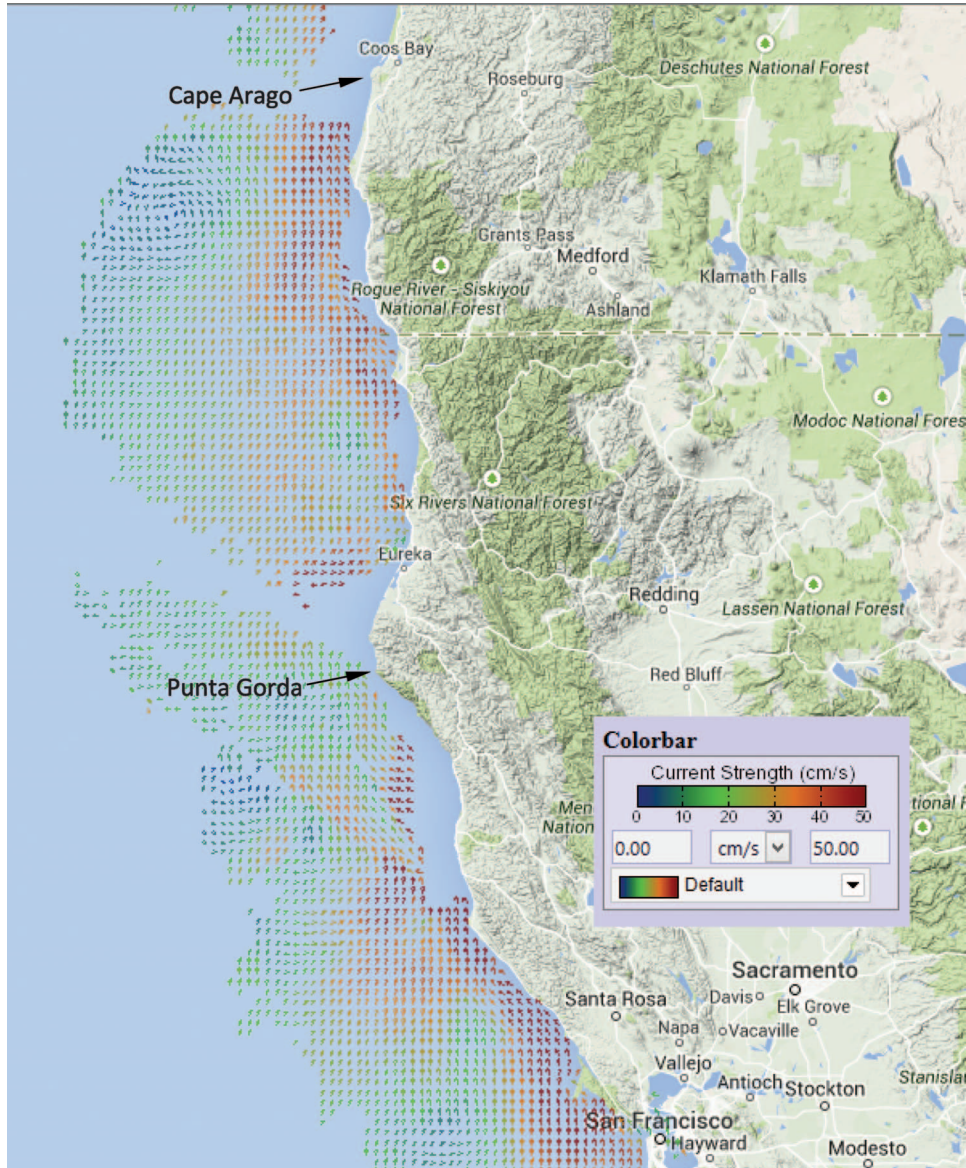 Coos Bay
Cape Arago
Roseburg
Deschutes National Forest
Grants Pass
Medford
Rogue River - Siskiyou
National Forest
Ashland
Klamath Falls
Modoc National Fores
Six Rivers National Forest
Eureka
Redding
Lassen National Forest
Punta Gorda
Red Bluff
Colorbar
Current Strength (cm/s)
0 10 20 30 40 50
0.00 cm/s 50.00
Default
Men
Nation
tional F
Sacramento
Santa Rosa
Davis
Elk Grove
Napa
Vacaville
Vallejo
Antioch
Stockton
Stanislau
San Francisco
Hayward
Modesto